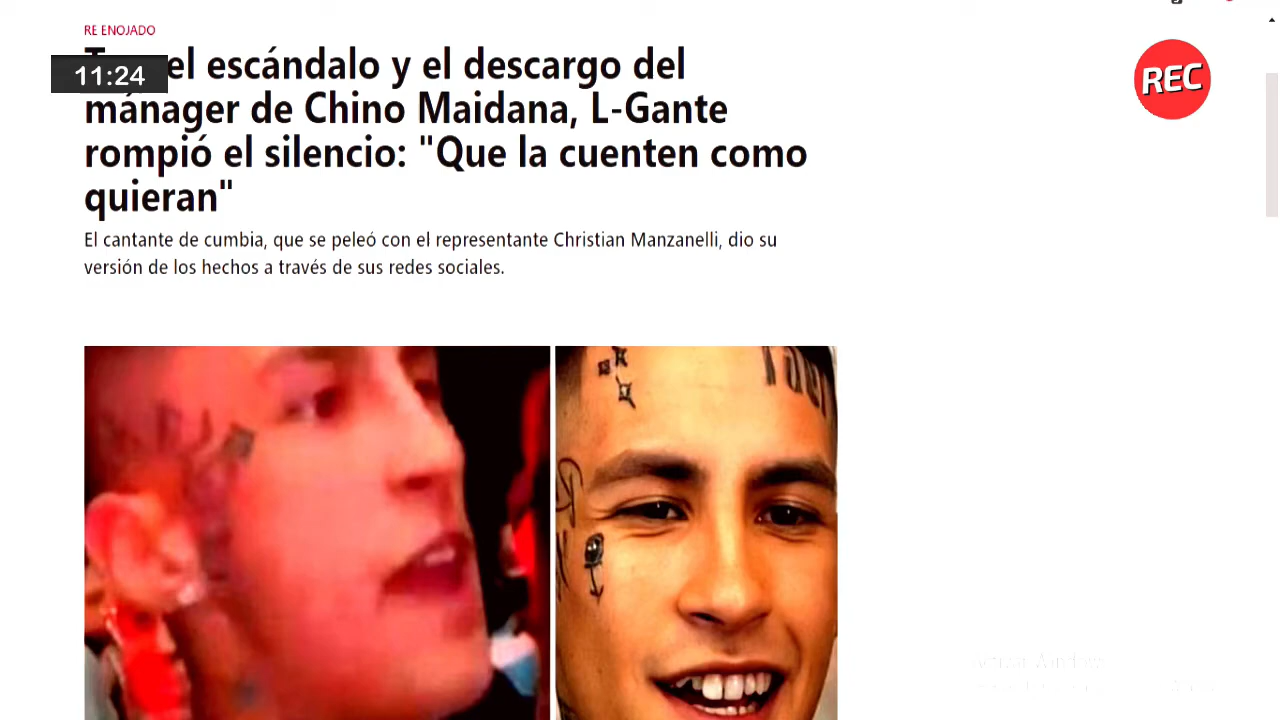 RE ENOJADO
el escándalo y el descargo del
11:24
mánager de Chino Maidana, L-Gante
rompió el silencio: "Que la cuenten como
quieran"
El cantante de cumbia, que se peleó con el representante Christian Manzanelli, dio su
versión de los hechos a través de sus redes sociales.
REC